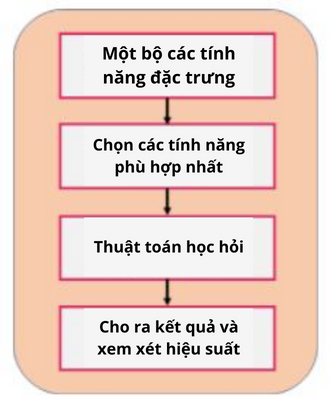 Một bộ các tính
năng đặc trưng
Chọn các tính năng
phù hợp nhất
Thuật toán học hỏi
Cho ra kết quả và
xem xét hiệu suất